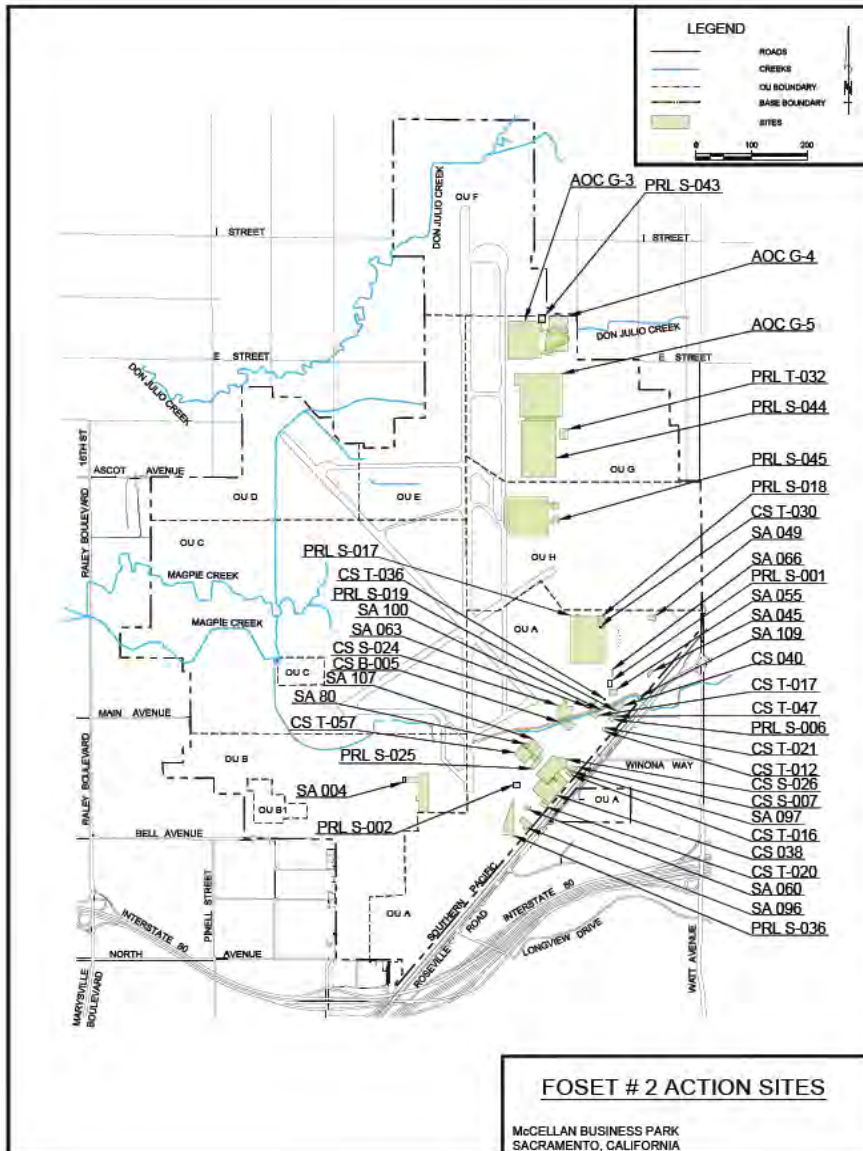 LEGEND
ROADS
CREEKS
OU BOUNDARY
BASE BOUNDARY
SITES
N
0 100 200
AOC G-3
PRL S-043
OU F
DON JULIO CREEK
I STREET
I STREET
AOC G-4
DON JULIO CREEK
AOC G-5
E STREET
E STREET
DON JULIO CREEK
PRL T-032
PRL S-044
16TH ST
ASCOT AVENUE
OU G
PRL S-045
OU D
OU E
PRL S-018
CS T-030
RALEY BOULEVARD
OU C
OU H
SA 049
PRL S-017
SA 066
CS T-036
PRL S-001
MAGPIE CREEK
PRL S-019
SA 055
SA 100
SA 045
MAGPIE CREEK
OU A
SA 063
SA 109
CS S-024
CS 040
OU C
CS B-005
CS T-017
SA 107
CS T-047
MAIN AVENUE
SA 80
PRL S-006
CS T-057
CS T-021
PRL S-025
WINONA WAY
CS T-012
OU B
CS S-026
SA 004
OU A
CS S-007
OU B1
SA 097
RALEY BOULEVARD
PRL S-002
CS T-016
BELL AVENUE
CS 038
CS T-020
SA 060
PINELL STREET
SOUTHERN PACIFIC
SA 096
OU A
ROSEVILLE ROAD
INTERSTATE 80
PRL S-036
INTERSTATE 80
LONGVIEW DRIVE
NORTH AVENUE
WATT AVENUE
MARYSVILLE BOULEVARD
FOSET # 2 ACTION SITES
McCELLAN BUSINESS PARK
SACRAMENTO, CALIFORNIA